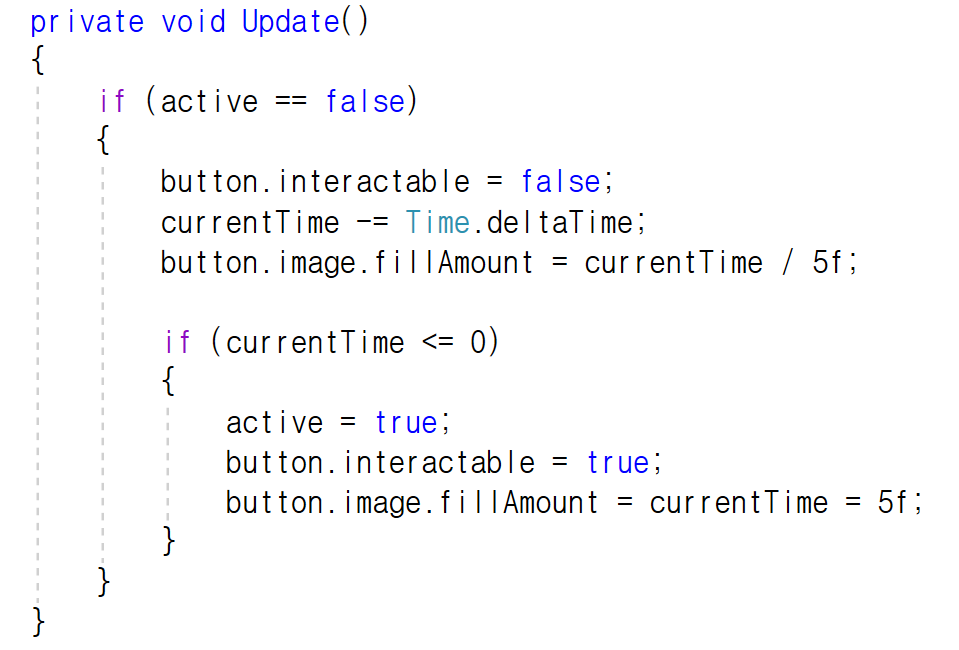 private void Update()
{
if (active == false)
{
button.interactable = false;
currentTime -= Time.deltaTime;
button.image.fillAmount = currentTime / 5f;
if (currentTime <= 0)
{
active = true;
button.interactable = true;
button.image.fillAmount = currentTime = 5f;
}
}
}